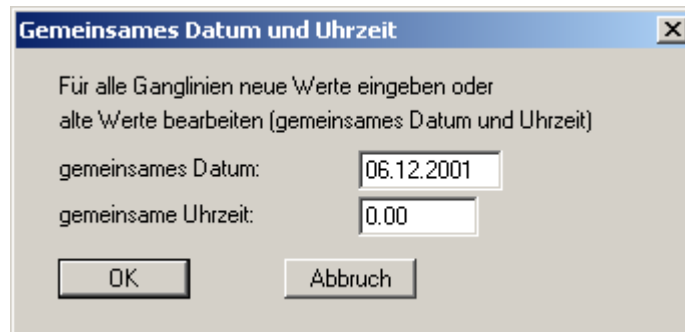 Gemeinsames Datum und Uhrzeit
Für alle Ganglinien neue Werte eingeben oder
alte Werte bearbeiten (gemeinsames Datum und Uhrzeit)
gemeinsames Datum: 06.12.2001
gemeinsame Uhrzeit: 0.00
OK Abbruch